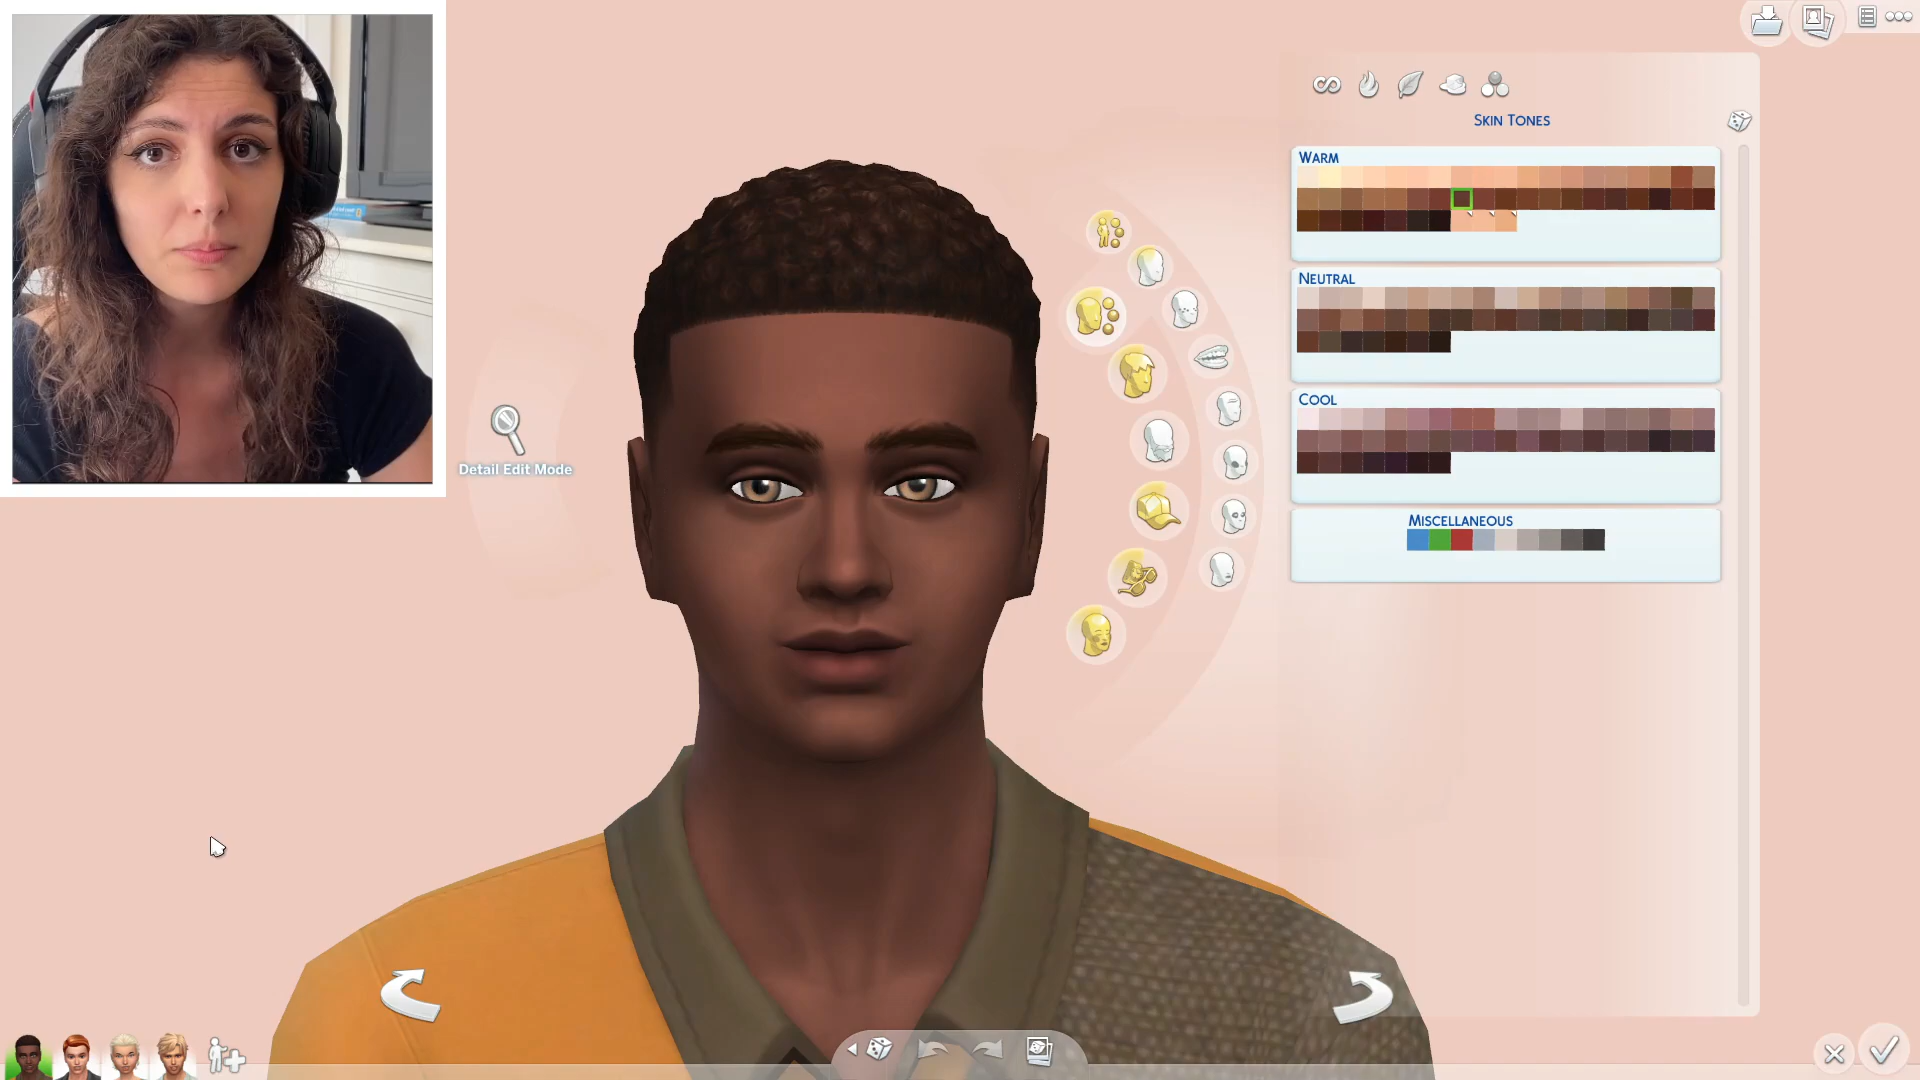 Skin Tones
Warm
Neutral
Cool
Miscellaneous
Detail Edit Mode